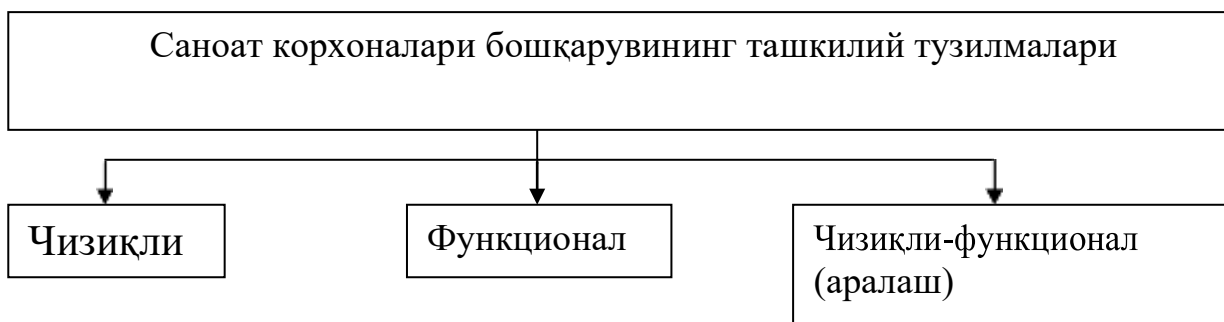 Саноат корхоналари бошқарувининг ташкилий тузилмалари
Чизиқли
Функционал
Чизиқли-функционал
(аралаш)